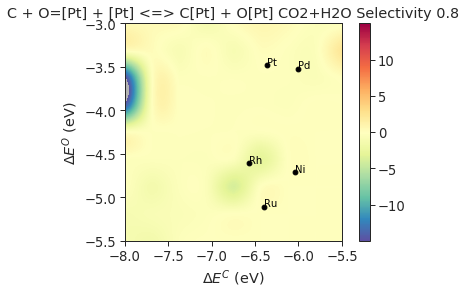 C + O=[Pt] + [Pt] <=> C[Pt] + O[Pt] CO2+H2O Selectivity 0.8
−3.0
−3.5
−4.0
−4.5
−5.0
−5.5
ΔE^O (eV)
Pt
Pd
Rh
Ni
Ru
−8.0 −7.5 −7.0 −6.5 −6.0 −5.5
ΔE^C (eV)
10
5
0
−5
−10